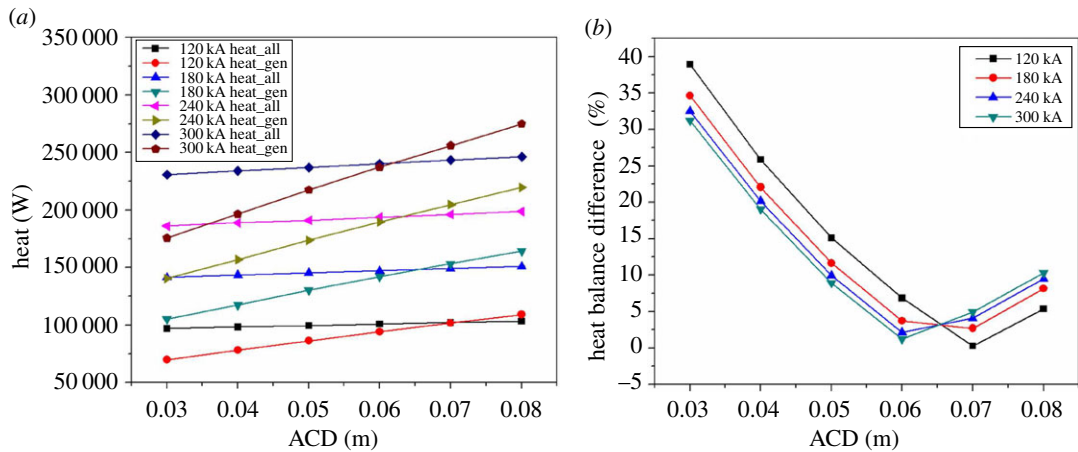 (a)
350 000
300 000
250 000
200 000
150 000
100 000
50 000
heat (W)
120 kA heat_all
120 kA heat_gen
180 kA heat_all
180 kA heat_gen
240 kA heat_all
240 kA heat_gen
300 kA heat_all
300 kA heat_gen
0.03 0.04 0.05 0.06 0.07 0.08
ACD (m)
(b)
40
35
30
25
20
15
10
5
0
–5
heat balance difference (%)
120 kA
180 kA
240 kA
300 kA
0.03 0.04 0.05 0.06 0.07 0.08
ACD (m)